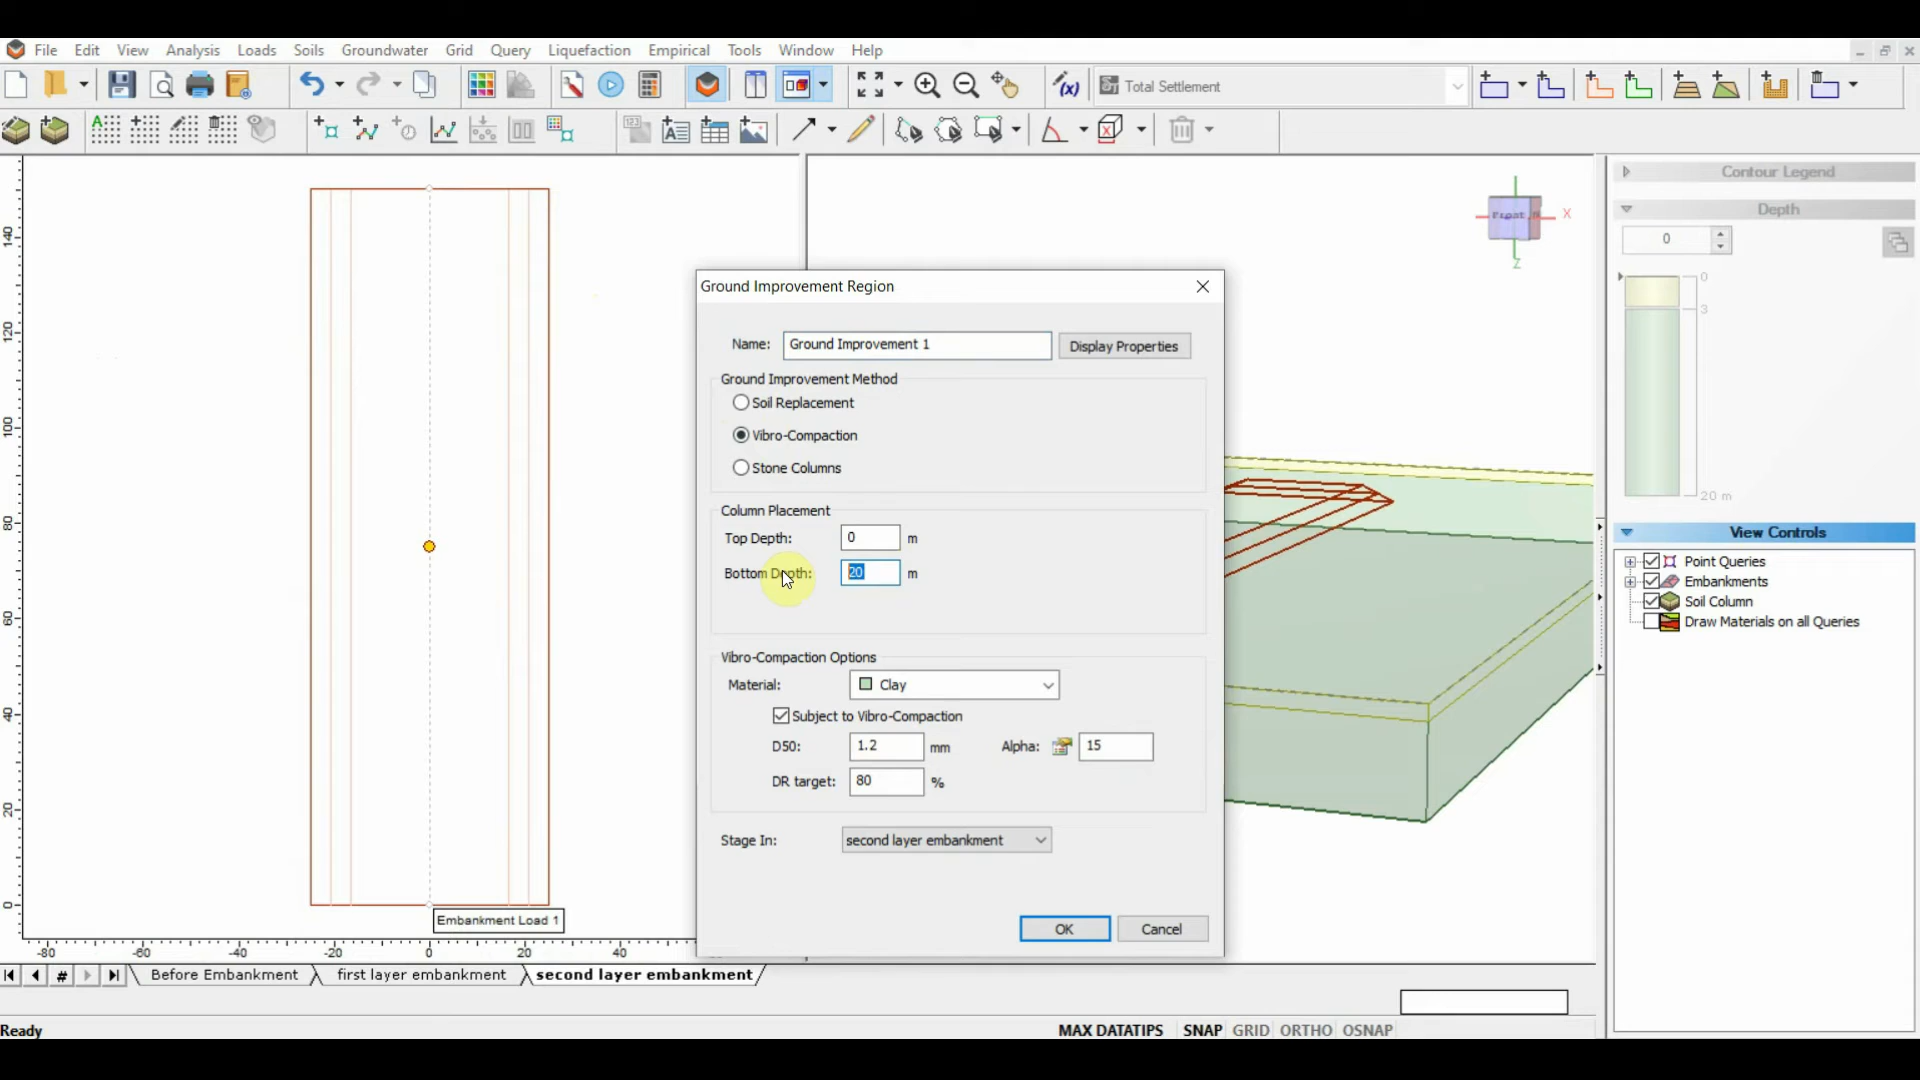 File Edit View Analysis Loads Soils Groundwater Grid Query Liquefaction Empirical Tools Window Help
Total Settlement
Contour Legend
Depth
0
0
3
20 m
Front
X
Z
View Controls
Point Queries
Embankments
Soil Column
Draw Materials on all Queries
Ground Improvement Region
Name: Ground Improvement 1 Display Properties
Ground Improvement Method
Soil Replacement
Vibro-Compaction
Stone Columns
Column Placement
Top Depth: 0 m
Bottom Depth: 20 m
Vibro-Compaction Options
Material: Clay
Subject to Vibro-Compaction
D50: 1.2 mm Alpha: 15
DR target: 80 %
Stage In: second layer embankment
OK Cancel
140
120
100
80
60
40
20
0
Embankment Load 1
-80 -60 -40 -20 0 20 40
Before Embankment first layer embankment second layer embankment
Ready MAX DATATIPS SNAP GRID ORTHO OSNAP